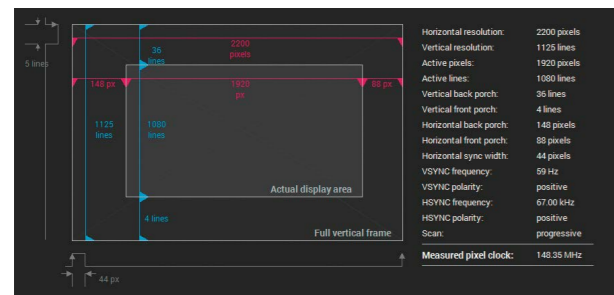 5 lines
2200
pixels
36
lines
148 px
1920
px
88 px
1125
lines
1080
lines
Actual display area
4 lines
Full vertical frame
44 px
Horizontal resolution: 2200 pixels
Vertical resolution: 1125 lines
Active pixels: 1920 pixels
Active lines: 1080 lines
Vertical back porch: 36 lines
Vertical front porch: 4 lines
Horizontal back porch: 148 pixels
Horizontal front porch: 88 pixels
Horizontal sync width: 44 pixels
VSYNC frequency: 59 Hz
VSYNC polarity: positive
HSYNC frequency: 67.00 kHz
HSYNC polarity: positive
Scan: progressive
Measured pixel clock: 148.35 MHz